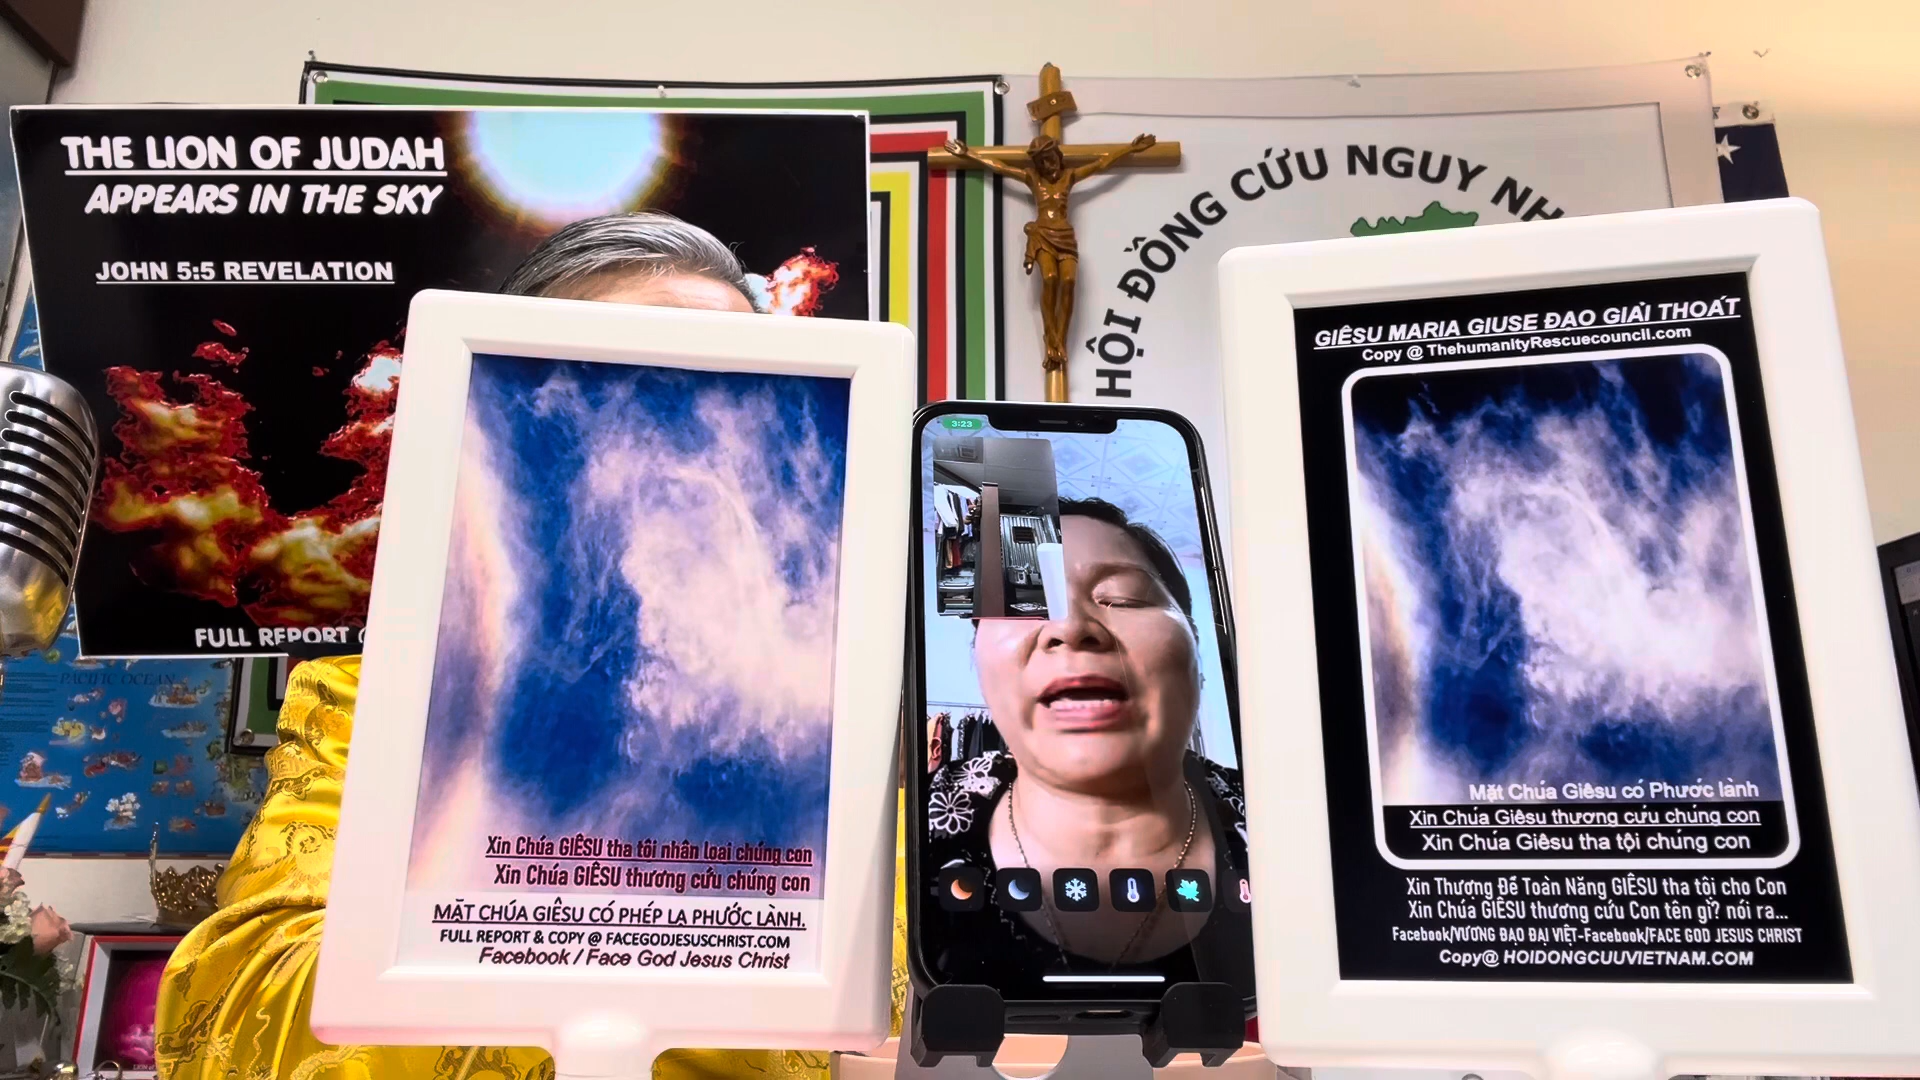 THE LION OF JUDAH
APPEARS IN THE SKY
JOHN 5:5 REVELATION
FULL REPORT
PACIFIC OCEAN
HỘI ĐỒNG CỨU NGUY NH
Xin Chúa GIÊSU tha tội nhân loại chúng con
Xin Chúa GIÊSU thương cứu chúng con
MẶT CHÚA GIÊSU CÓ PHÉP LẠ PHƯỚC LÀNH.
FULL REPORT & COPY @ FACEGODJESUSCHRIST.COM
Facebook / Face God Jesus Christ
3:23
GIÊSU MARIA GIUSE ĐẠO GIẢI THOÁT
Copy @ ThehumanityRescuecouncil.com
Mặt Chúa Giêsu có Phước lành
Xin Chúa Giêsu thương cứu chúng con
Xin Chúa Giêsu tha tội chúng con
Xin Thượng Đế Toàn Năng GIÊSU tha tội cho Con
Xin Chúa GIÊSU thương cứu Con tên gì? nói ra...
Facebook/VƯƠNG ĐẠO ĐẠI VIỆT-Facebook/FACE GOD JESUS CHRIST
Copy@ HOIDONGCUUVIETNAM.COM